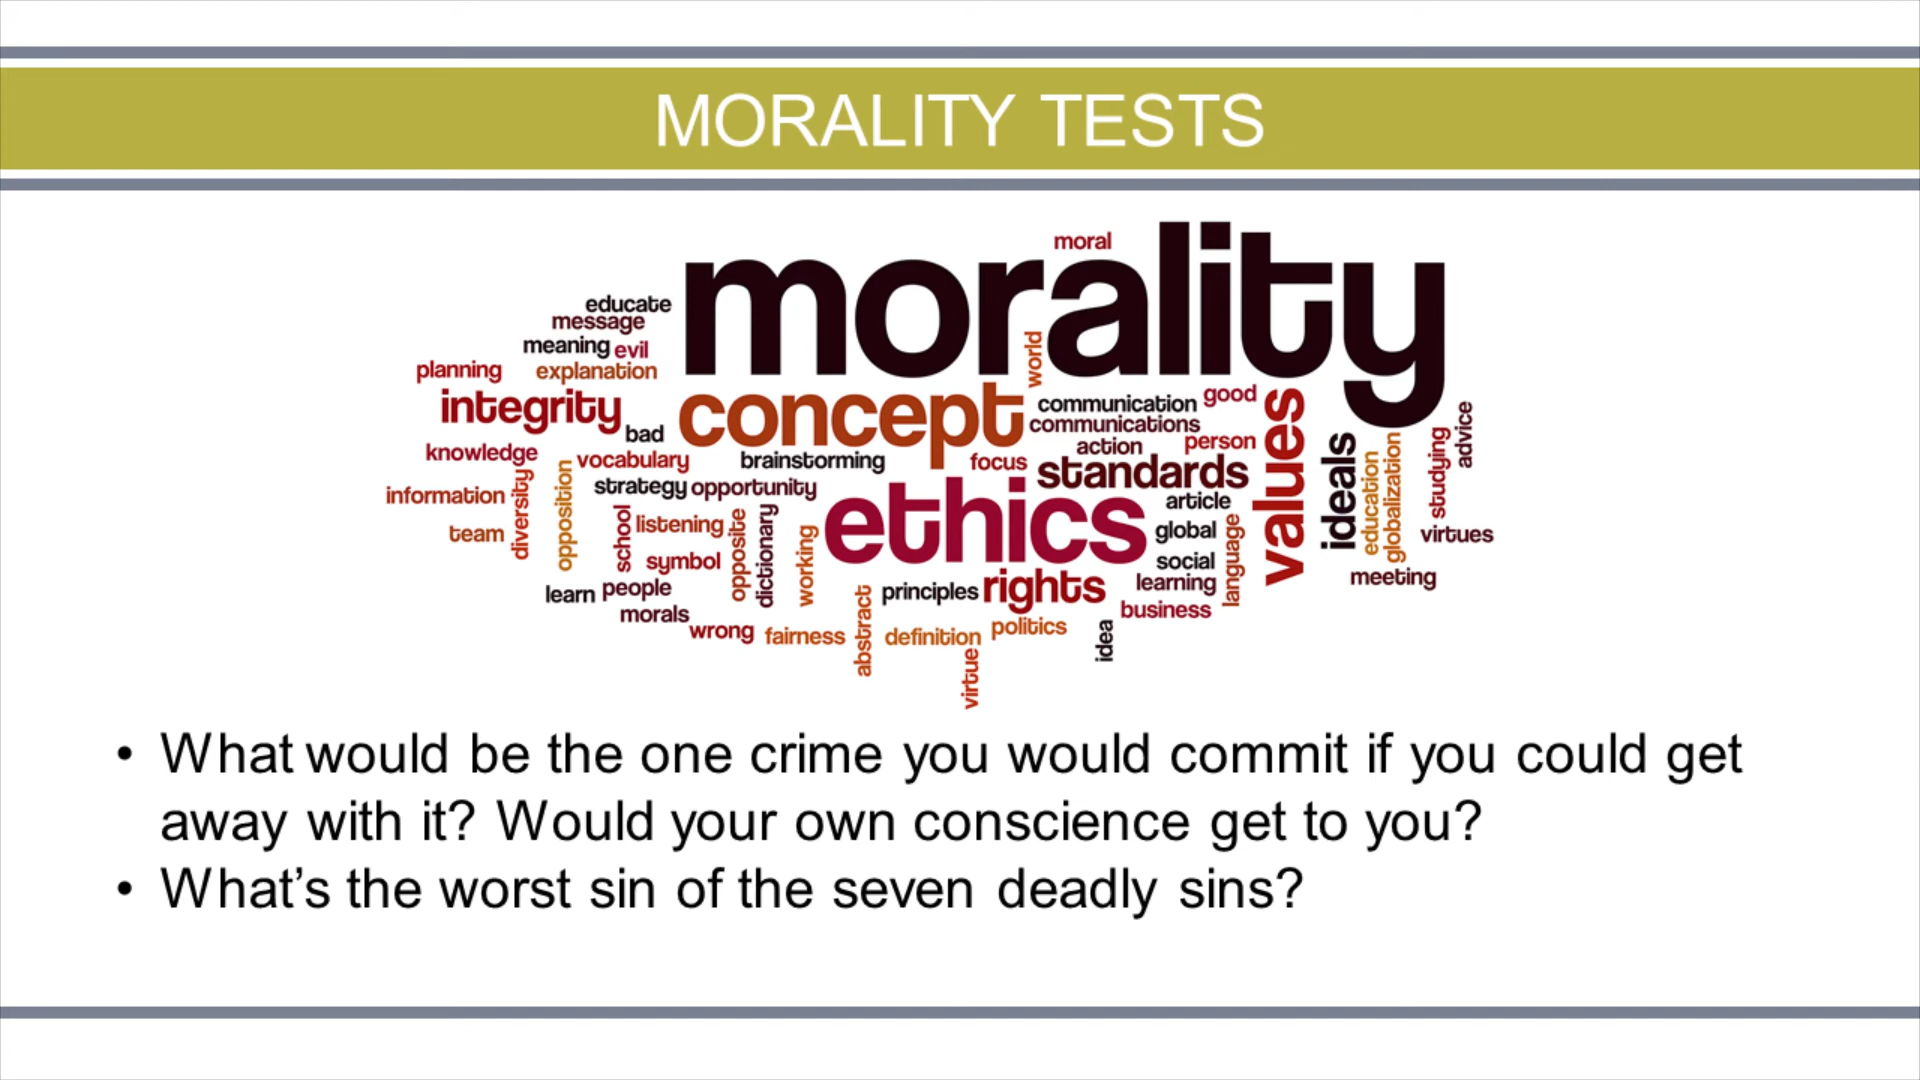 MORALITY TESTS
moral
morality
educate
message
meaning evil
world
planning explanation
integrity concept communication good values
bad communications
knowledge action person ideals advice
vocabulary brainstorming focus standards
information diversity opposition strategy opportunity ethics article education globalization studying
team school listening opposite dictionary working global language virtues
symbol social
learn people principles rights learning meeting
morals business
wrong fairness abstract definition politics idea
virtue
• What would be the one crime you would commit if you could get
away with it? Would your own conscience get to you?
• What's the worst sin of the seven deadly sins?